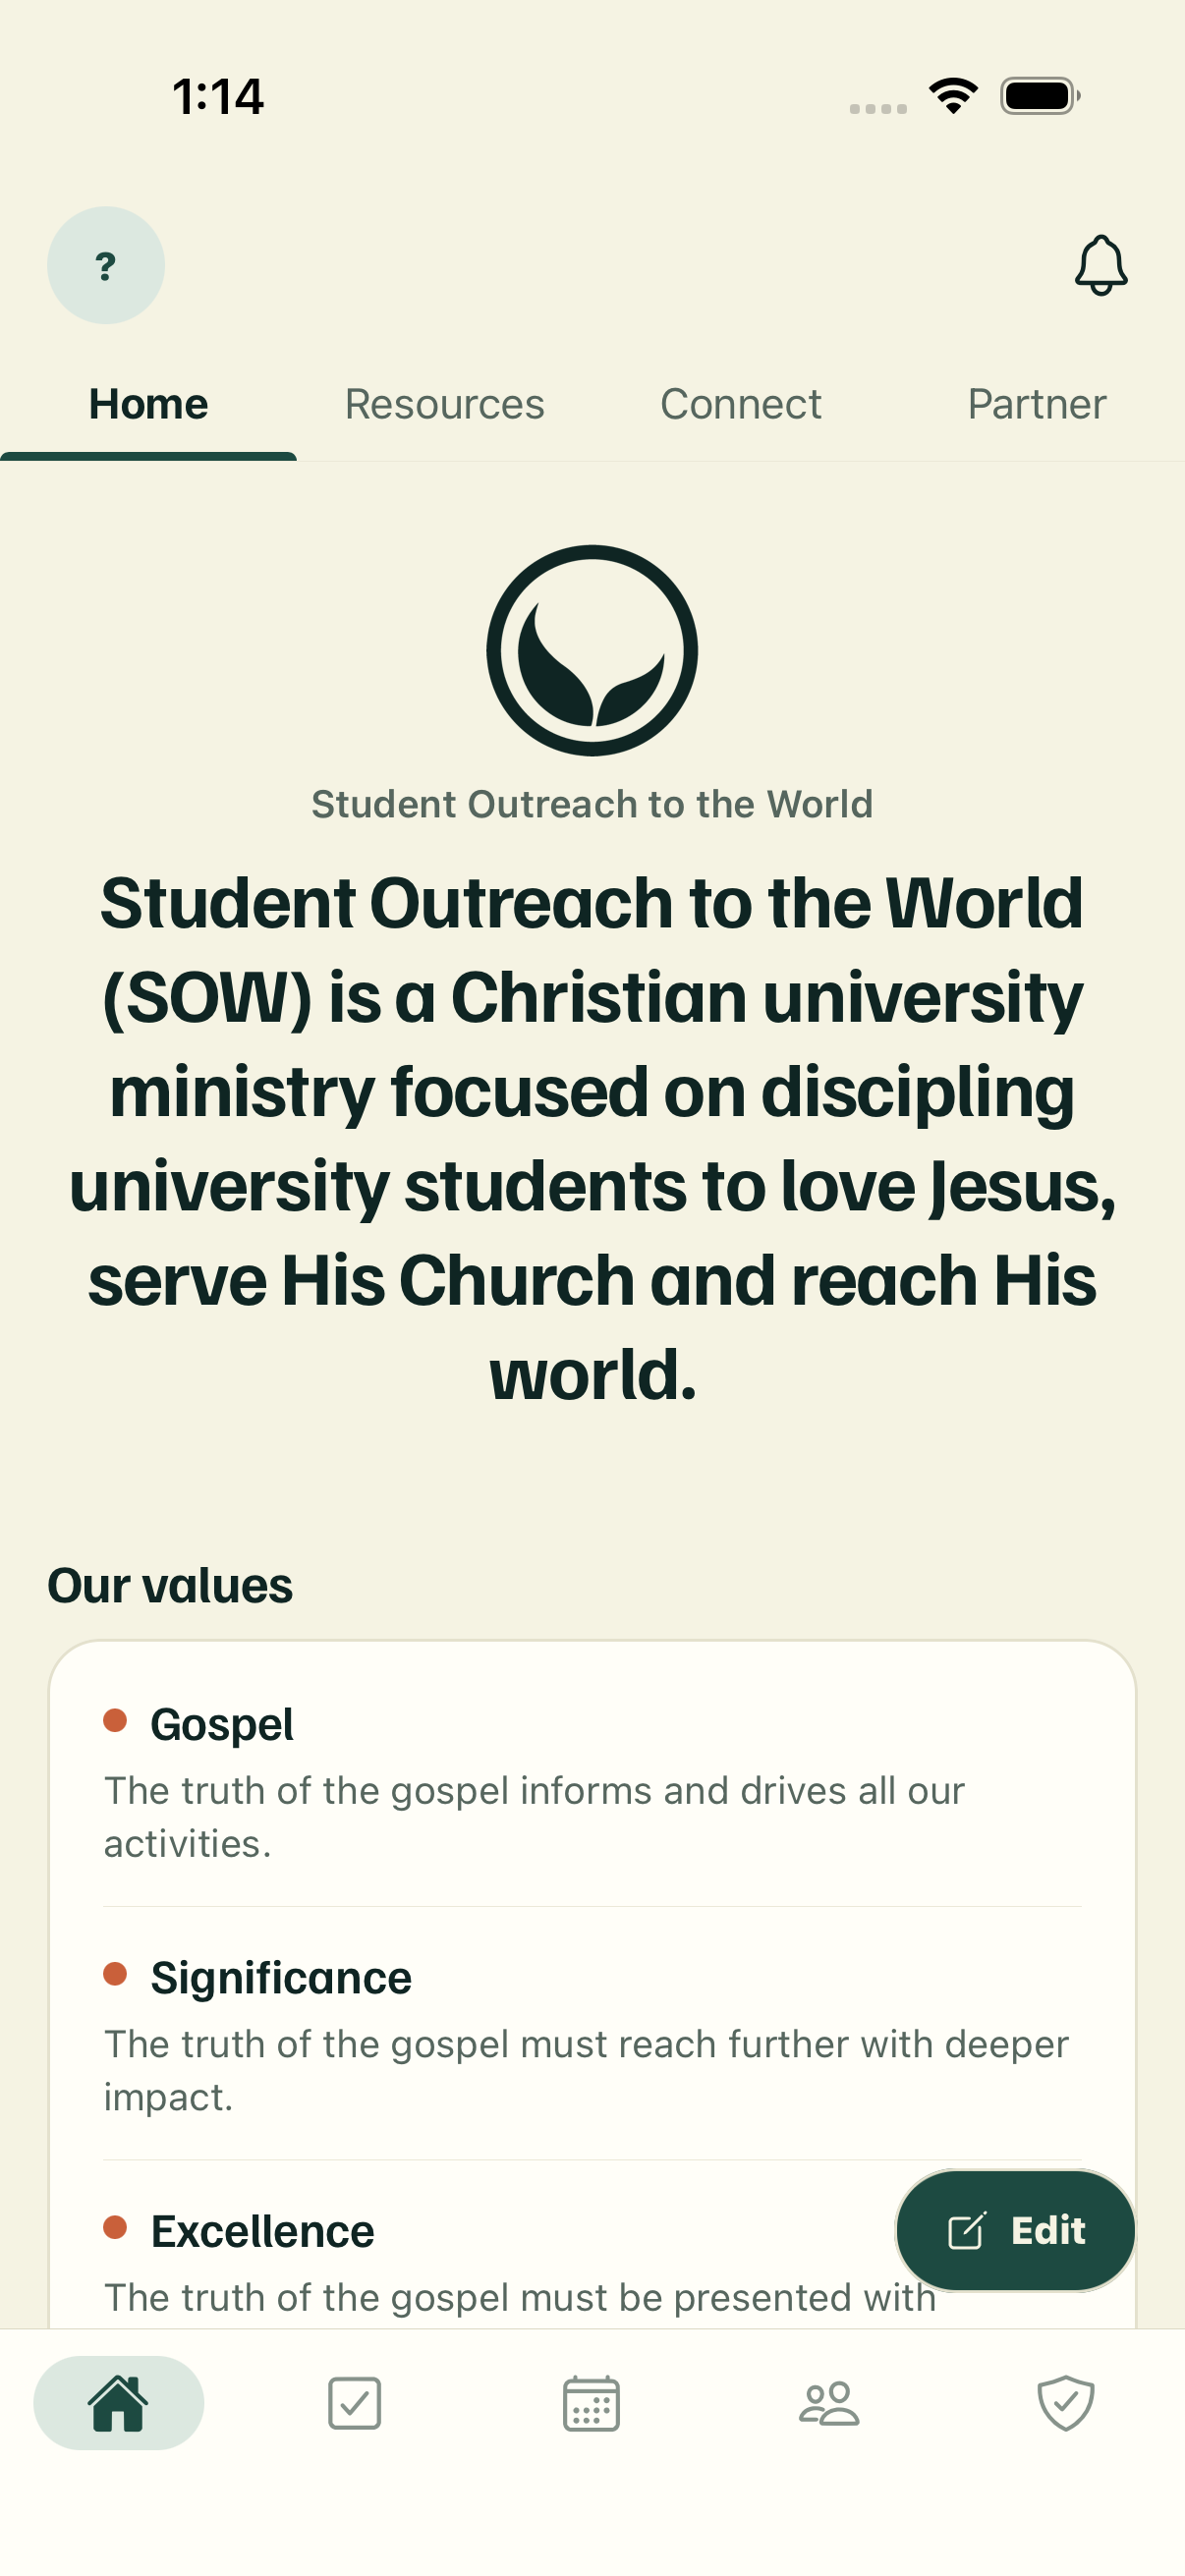 1:14
?
Home Resources Connect Partner
Student Outreach to the World
Student Outreach to the World
(SOW) is a Christian university
ministry focused on discipling
university students to love Jesus,
serve His Church and reach His
world.
Our values
Gospel
The truth of the gospel informs and drives all our
activities.
Significance
The truth of the gospel must reach further with deeper
impact.
Excellence
Edit
The truth of the gospel must be presented with